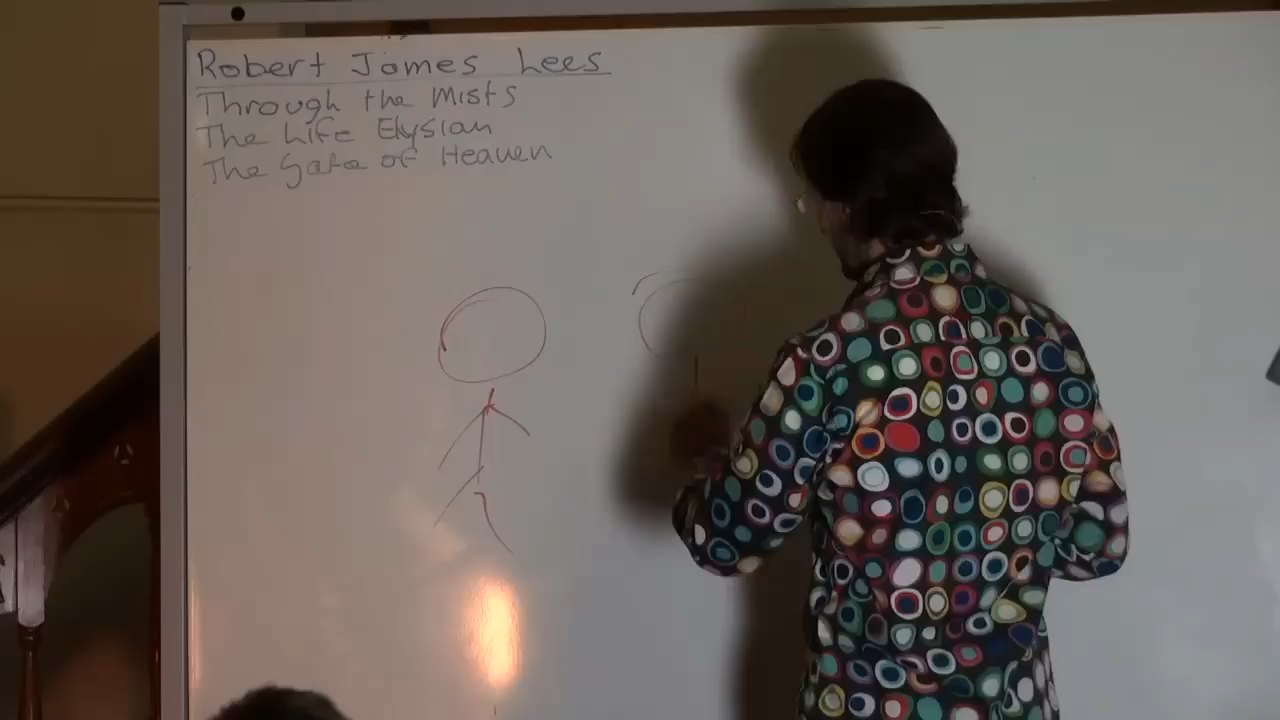 Robert James Lees
Through the Mists
The Life Elysian
The Gate of Heaven